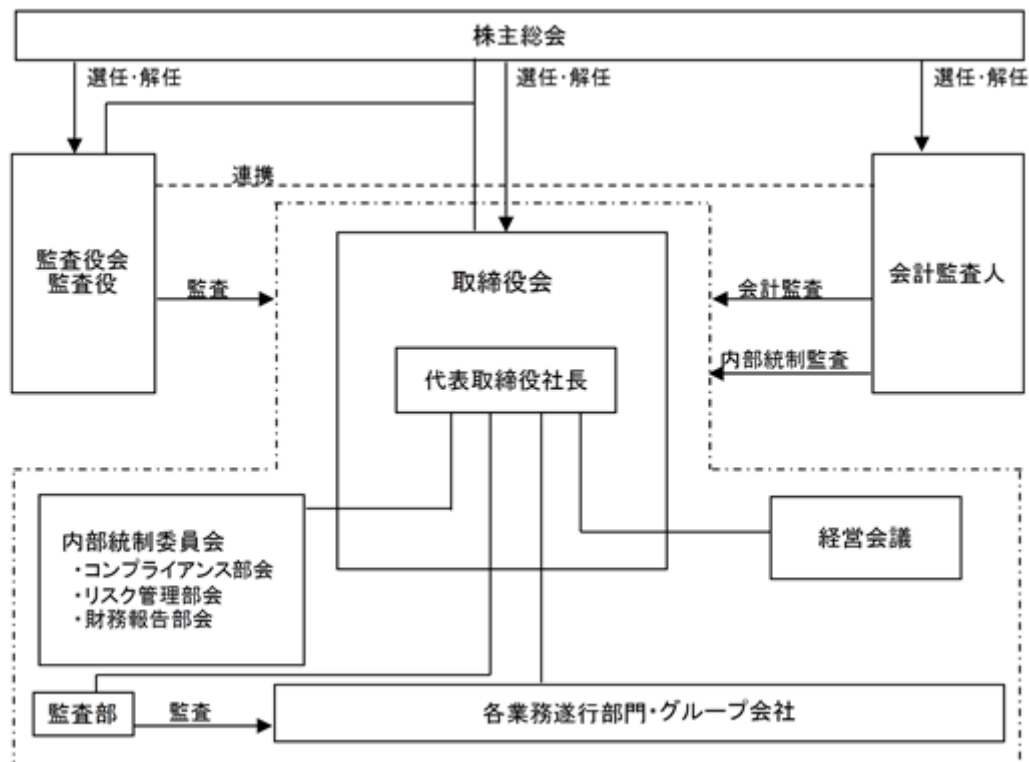 株主総会
選任・解任
選任・解任
選任・解任
連携
監査役会
監査役
監査
取締役会
会計監査
会計監査人
内部統制監査
代表取締役社長
内部統制委員会
・コンプライアンス部会
・リスク管理部会
・財務報告部会
経営会議
監査部
監査
各業務遂行部門・グループ会社